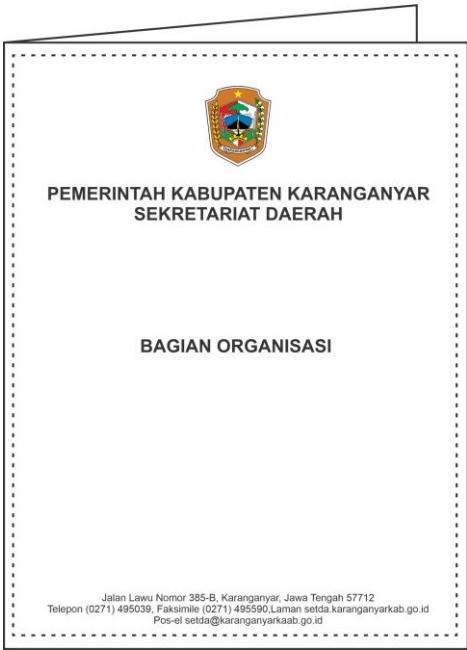 PEMERINTAH KABUPATEN KARANGANYAR
SEKRETARIAT DAERAH
BAGIAN ORGANISASI
Jalan Lawu Nomor 385-B, Karanganyar, Jawa Tengah 57712
Telepon (0271) 495039, Faksimile (0271) 495590,Laman setda.karanganyarkab.go.id
Pos-el setda@karanganyarkaab.go.id